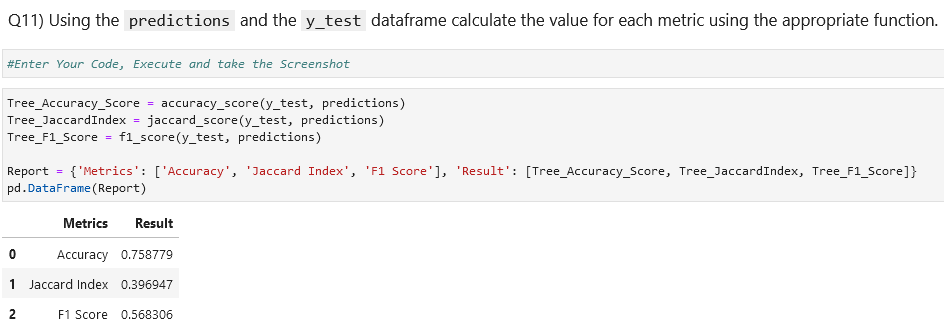 Q11) Using the predictions and the y_test dataframe calculate the value for each metric using the appropriate function.
#Enter Your Code, Execute and take the Screenshot
Tree_Accuracy_Score = accuracy_score(y_test, predictions)
Tree_JaccardIndex = jaccard_score(y_test, predictions)
Tree_F1_Score = f1_score(y_test, predictions)
Report = {'Metrics': ['Accuracy', 'Jaccard Index', 'F1 Score'], 'Result': [Tree_Accuracy_Score, Tree_JaccardIndex, Tree_F1_Score]}
pd.DataFrame(Report)
Metrics Result
0 Accuracy 0.758779
1 Jaccard Index 0.396947
2 F1 Score 0.568306